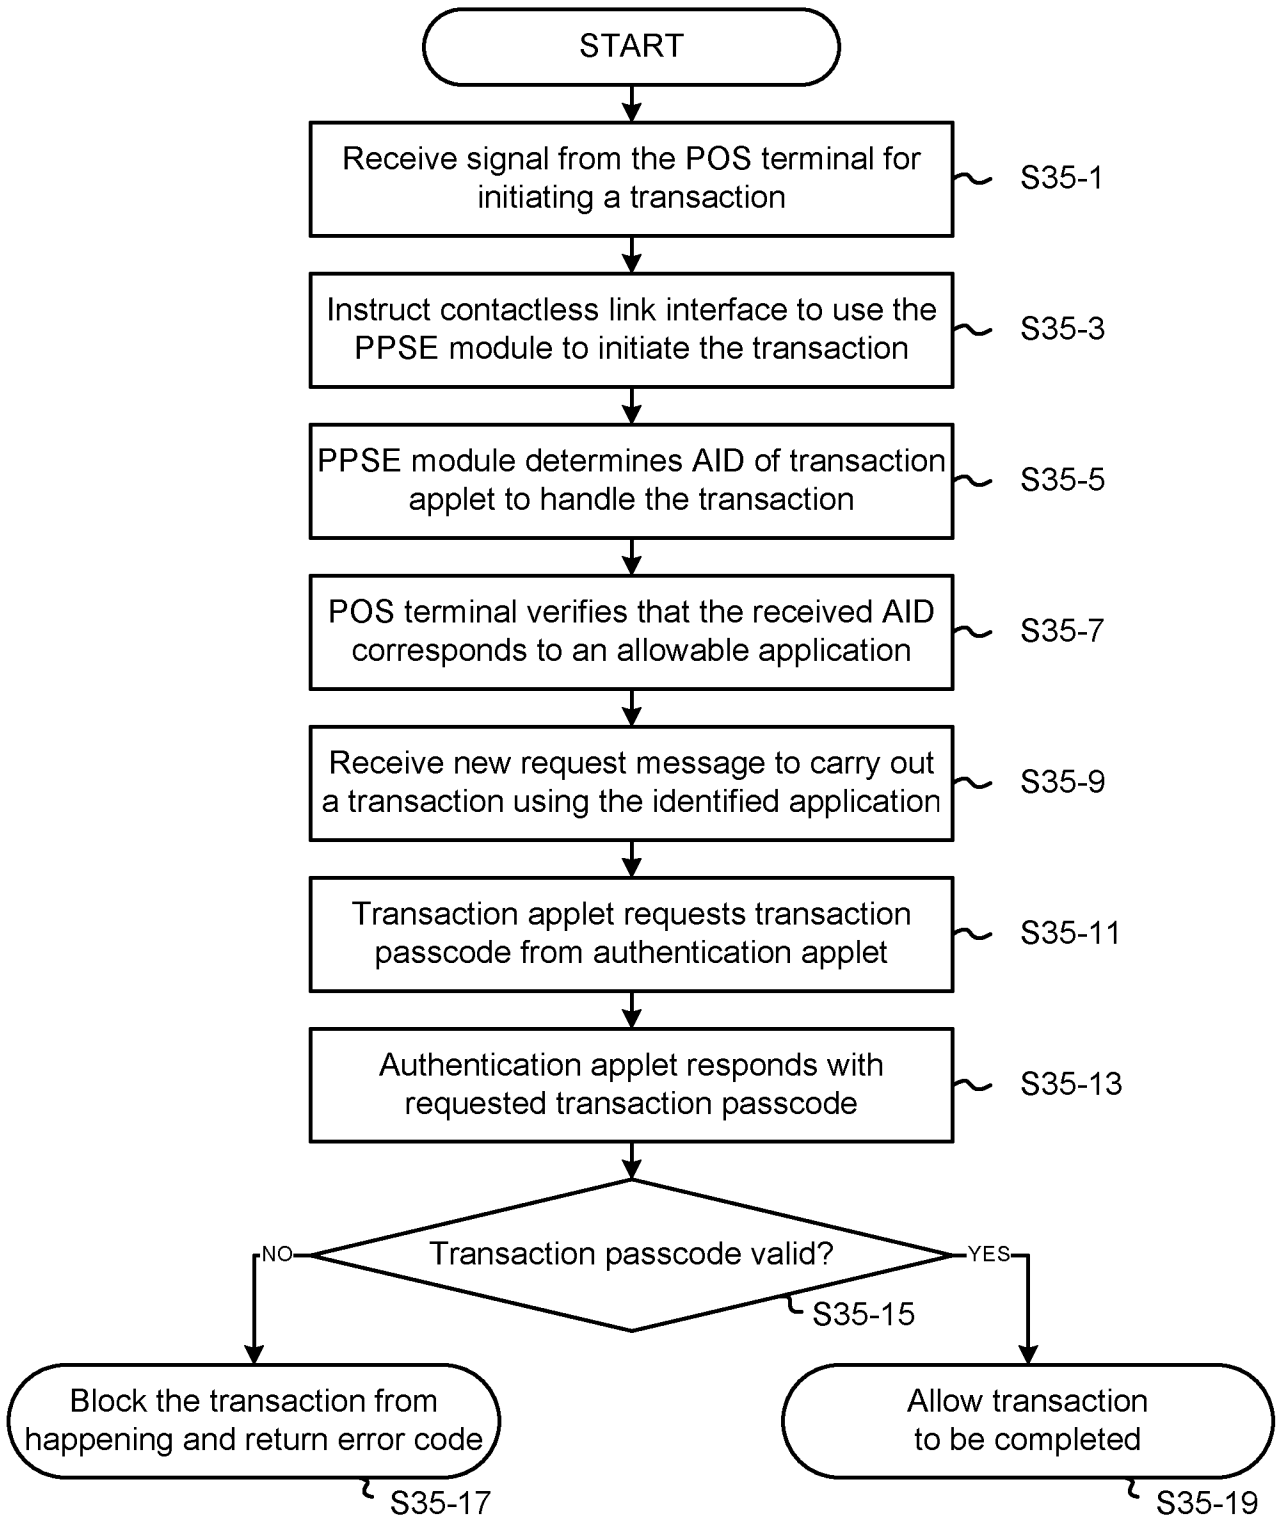 START
Receive signal from the POS terminal for
initiating a transaction
S35-1
Instruct contactless link interface to use the
PPSE module to initiate the transaction
S35-3
PPSE module determines AID of transaction
applet to handle the transaction
S35-5
POS terminal verifies that the received AID
corresponds to an allowable application
S35-7
Receive new request message to carry out
a transaction using the identified application
S35-9
Transaction applet requests transaction
passcode from authentication applet
S35-11
Authentication applet responds with
requested transaction passcode
S35-13
NO
Transaction passcode valid?
YES
S35-15
Block the transaction from
happening and return error code
S35-17
Allow transaction
to be completed
S35-19